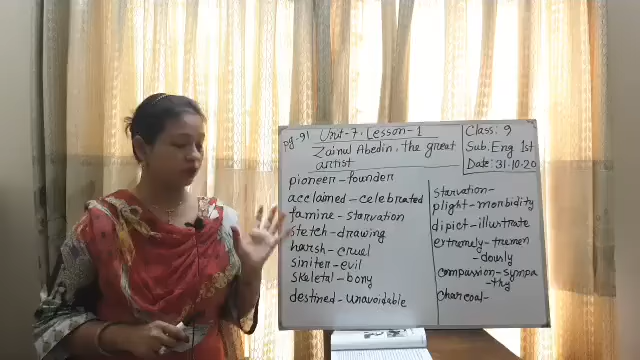 pg-91
Unit-7, Lesson-1
Zainul Abedin, the great
artist
Class: 9
Sub: Eng 1st
Date: 31.10.20
pioneer - founder
acclaimed - celebrated
famine - starvation
stetch - drawing
harsh - cruel
siniter - evil
skeletal - bony
destined - unavoidable
starvation -
plight - morbidity
dipict - illustrate
extremely - tremen
- dously
compassion - sympa
- thy
charcoal -